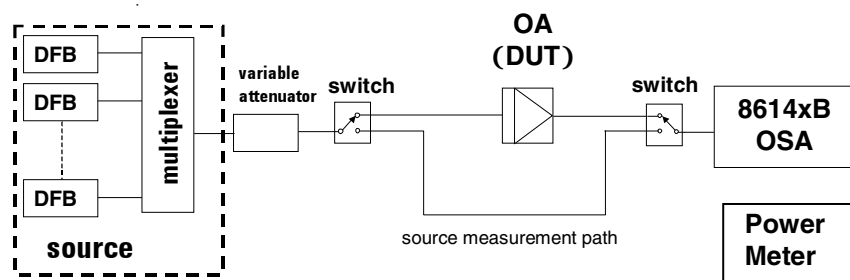 DFB
DFB
DFB
multiplexer
source
variable
attenuator
switch
OA
(DUT)
switch
8614xB
OSA
source measurement path
Power
Meter